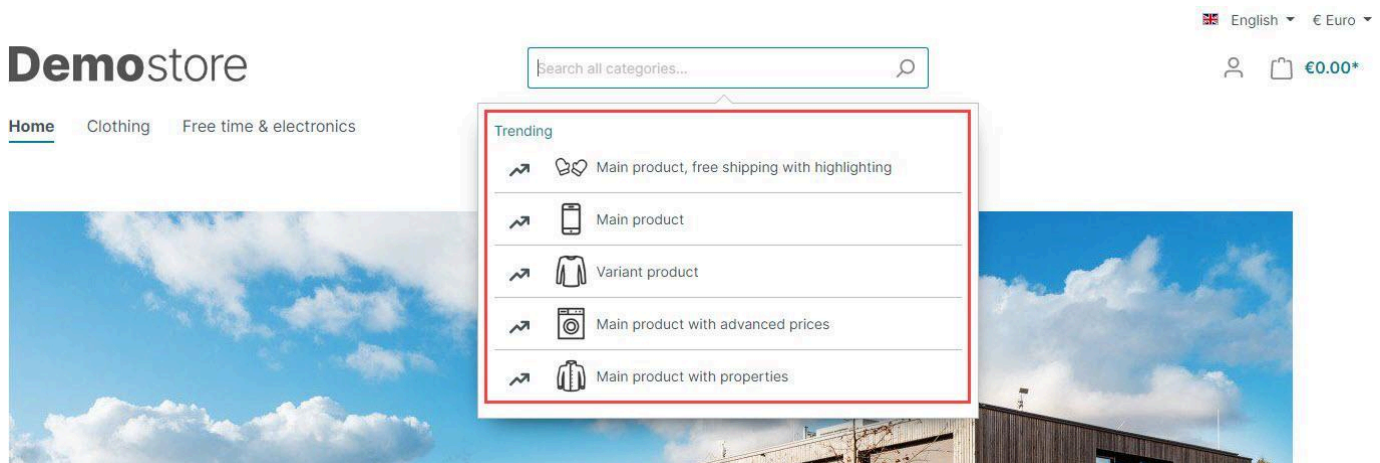 English € Euro
Demostore
Search all categories...
€0.00*
Home Clothing Free time & electronics
Trending
Main product, free shipping with highlighting
Main product
Variant product
Main product with advanced prices
Main product with properties